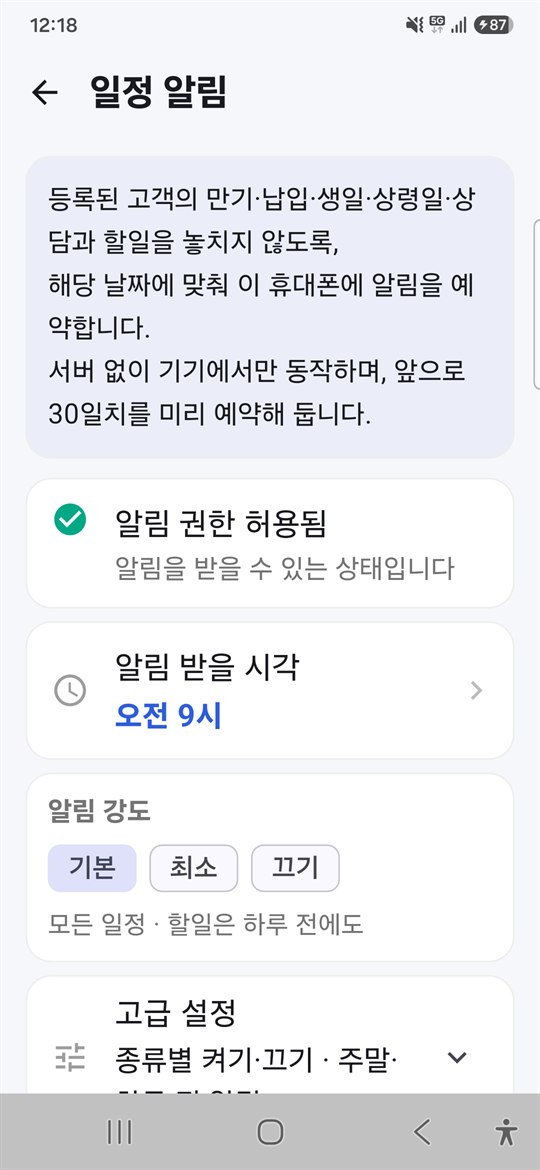 12:18
5G
87
일정 알림
등록된 고객의 만기·납입·생일·상령일·상
담과 할일을 놓치지 않도록,
해당 날짜에 맞춰 이 휴대폰에 알림을 예
약합니다.
서버 없이 기기에서만 동작하며, 앞으로
30일치를 미리 예약해 둡니다.
알림 권한 허용됨
알림을 받을 수 있는 상태입니다
알림 받을 시각
오전 9시
알림 강도
기본 최소 끄기
모든 일정 · 할일은 하루 전에도
고급 설정
종류별 켜기·끄기 · 주말·